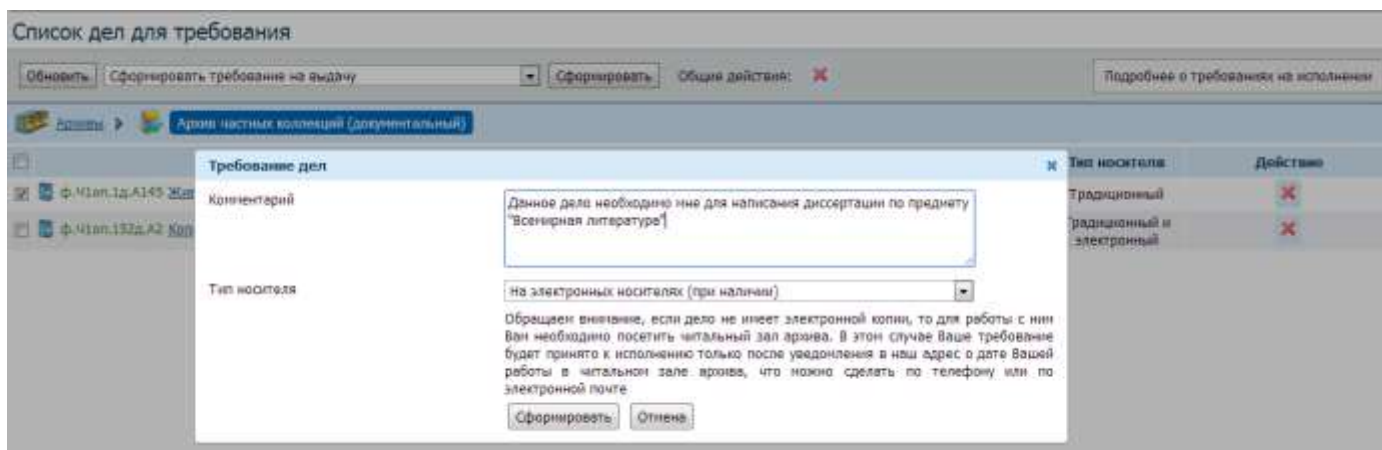 Список дел для требования
Обновить Сформировать требование на выдачу Сформировать Общие действия: Подробнее о требованиях на исполнении
Архивы Архив частных коллекций (документальный)
Требование дел Тип носителя Действие
ф.Ч1оп.1д.А145 Комментарий Данное дело необходимо мне для написания диссертации по предмету Традиционный
"Всемирная литература"
ф.Ч1оп.152д.А2 Традиционный и
электронный
Тип носителя На электронных носителях (при наличии)
Обращаем внимание, если дело не имеет электронной копии, то для работы с ним
Вам необходимо посетить читальный зал архива. В этом случае Ваше требование
будет принято к исполнению только после уведомления в наш адрес о дате Вашей
работы в читальном зале архива, что можно сделать по телефону или по
электронной почте
Сформировать Отмена